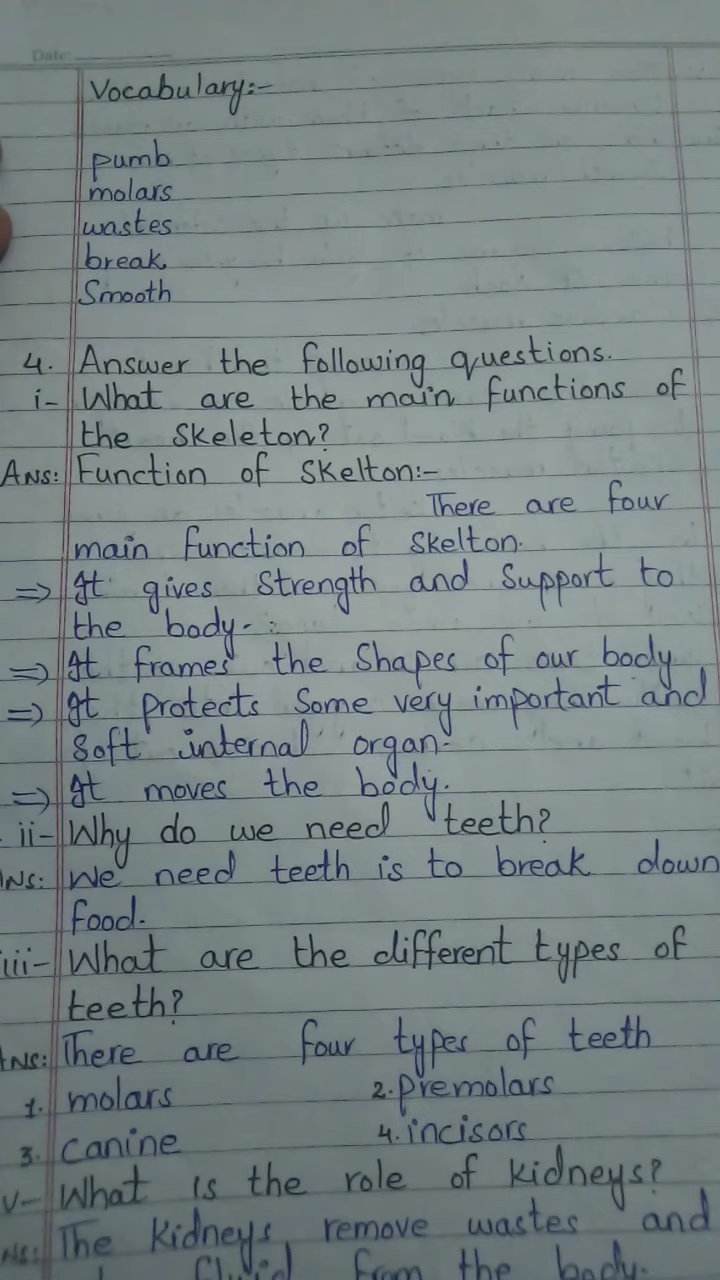 Date:
Vocabulary:-
pumb
molars
wastes
break
Smooth
4. Answer the following questions.
i- What are the main functions of
the skeleton?
Ans: Function of skelton:-
There are four
main function of skelton.
⇒ It gives strength and support to
the body-
⇒ It frames the shapes of our body
⇒ It protects some very important and
soft internal organ-
⇒ It moves the body.
ii- Why do we need teeth?
Ans: We need teeth is to break down
food.
iii- What are the different types of
teeth?
Ans: There are four types of teeth
1. molars 2. premolars
3. canine 4. incisors
v- What is the role of kidneys?
Ns: The kidneys remove wastes and
fluid from the body.